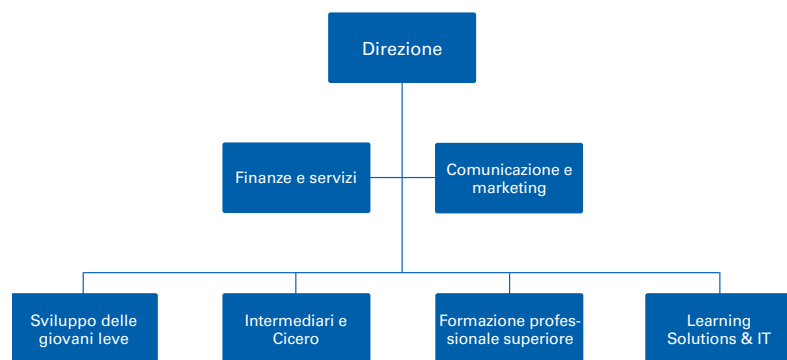 Direzione
Finanze e servizi
Comunicazione e
marketing
Sviluppo delle
giovani leve
Intermediari e
Cicero
Formazione profes-
sionale superiore
Learning
Solutions & IT